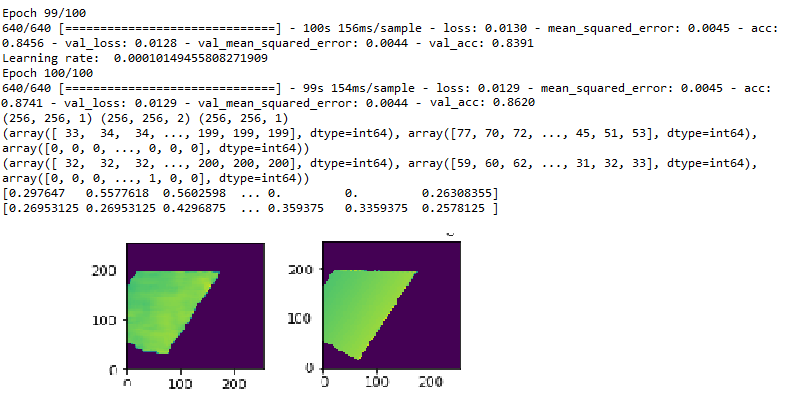 Epoch 99/100
640/640 [==============================] - 100s 156ms/sample - loss: 0.0130 - mean_squared_error: 0.0045 - acc:
0.8456 - val_loss: 0.0128 - val_mean_squared_error: 0.0044 - val_acc: 0.8391
Learning rate:  0.00010149455808271909
Epoch 100/100
640/640 [==============================] - 99s 154ms/sample - loss: 0.0129 - mean_squared_error: 0.0045 - acc:
0.8741 - val_loss: 0.0129 - val_mean_squared_error: 0.0044 - val_acc: 0.8620
(256, 256, 1) (256, 256, 2) (256, 256, 1)
(array([ 33,  34,  34, ..., 199, 199, 199], dtype=int64), array([77, 70, 72, ..., 45, 51, 53], dtype=int64),
array([0, 0, 0, ..., 0, 0, 0], dtype=int64))
(array([ 32,  32,  32, ..., 200, 200, 200], dtype=int64), array([59, 60, 62, ..., 31, 32, 33], dtype=int64),
array([0, 0, 0, ..., 1, 0, 0], dtype=int64))
[0.297647   0.5577618  0.5602598  ... 0.         0.         0.26308355]
[0.26953125 0.26953125 0.4296875  ... 0.359375   0.3359375  0.2578125 ]
200 200
100 100
0 0
0 100 200 0 100 200